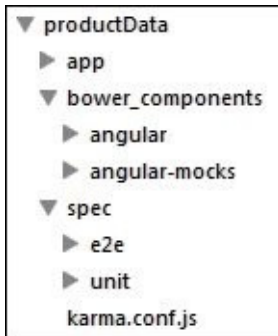 productData
app
bower_components
angular
angular-mocks
spec
e2e
unit
karma.conf.js